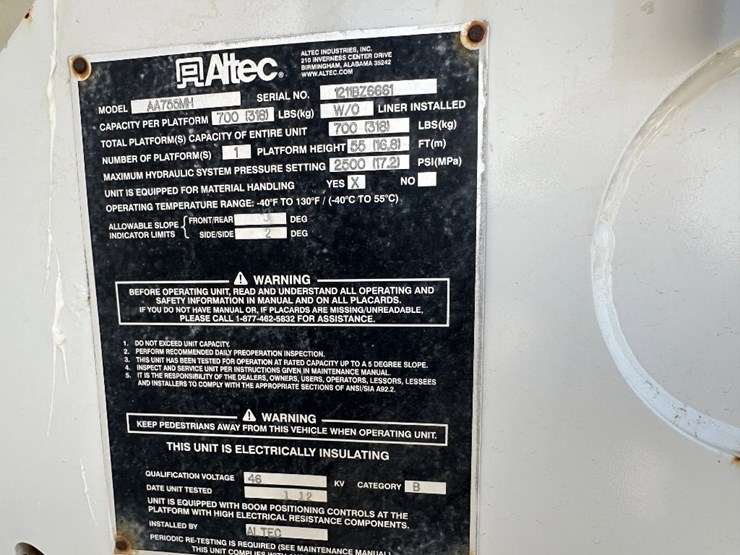 Altec®
ALTEC INDUSTRIES, INC.
210 INVERNESS CENTER DRIVE
BIRMINGHAM, ALABAMA 35242
WWW.ALTEC.COM
MODEL AA755MH SERIAL NO. 1211BZ6661
CAPACITY PER PLATFORM 700 (318) LBS(kg) W/O LINER INSTALLED
TOTAL PLATFORM(S) CAPACITY OF ENTIRE UNIT 700 (318) LBS(kg)
NUMBER OF PLATFORM(S) 1 PLATFORM HEIGHT 55 (16.8) FT(m)
MAXIMUM HYDRAULIC SYSTEM PRESSURE SETTING 2500 (17.2) PSI(MPa)
UNIT IS EQUIPPED FOR MATERIAL HANDLING YES X NO
OPERATING TEMPERATURE RANGE: -40°F TO 130°F / (-40°C TO 55°C)
ALLOWABLE SLOPE INDICATOR LIMITS { FRONT/REAR 3 DEG
SIDE/SIDE 2 DEG
⚠ WARNING
BEFORE OPERATING UNIT, READ AND UNDERSTAND ALL OPERATING AND
SAFETY INFORMATION IN MANUAL AND ON ALL PLACARDS.
IF YOU DO NOT HAVE MANUAL OR, IF PLACARDS ARE MISSING/UNREADABLE,
PLEASE CALL 1-877-462-5832 FOR ASSISTANCE.
1. DO NOT EXCEED UNIT CAPACITY.
2. PERFORM RECOMMENDED DAILY PREOPERATION INSPECTION.
3. THIS UNIT HAS BEEN TESTED FOR OPERATION AT RATED CAPACITY UP TO A 5 DEGREE SLOPE.
4. INSPECT AND SERVICE UNIT PER INSTRUCTIONS GIVEN IN MAINTENANCE MANUAL.
5. IT IS THE RESPONSIBILITY OF THE DEALERS, OWNERS, USERS, OPERATORS, LESSORS, LESSEES
AND INSTALLERS TO COMPLY WITH THE APPROPRIATE SECTIONS OF ANSI/SIA A92.2.
⚠ WARNING
KEEP PEDESTRIANS AWAY FROM THIS VEHICLE WHEN OPERATING UNIT.
THIS UNIT IS ELECTRICALLY INSULATING
QUALIFICATION VOLTAGE 46 KV CATEGORY B
DATE UNIT TESTED 1 12
UNIT IS EQUIPPED WITH BOOM POSITIONING CONTROLS AT THE
PLATFORM WITH HIGH ELECTRICAL RESISTANCE COMPONENTS.
INSTALLED BY ALTEC
PERIODIC RE-TESTING IS REQUIRED (SEE MAINTENANCE MANUAL)
THIS UNIT COMPLIES